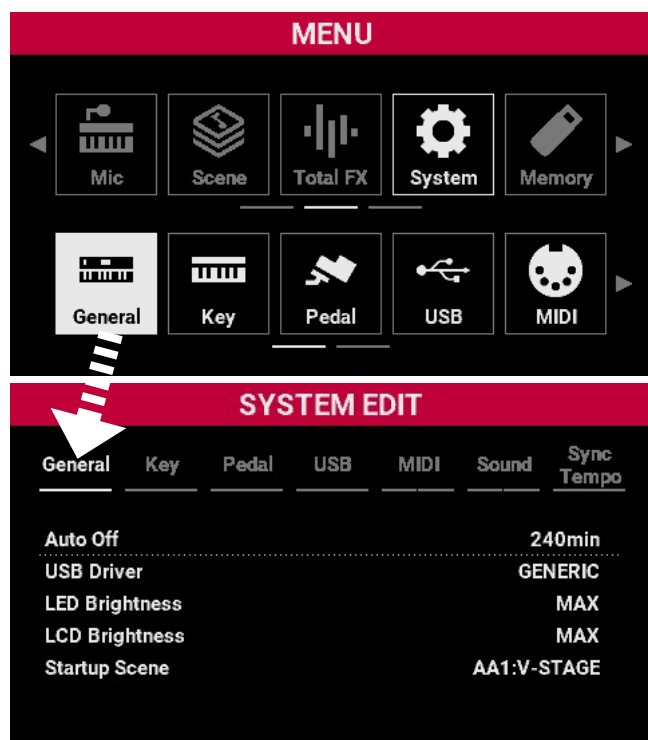 MENU
Mic Scene Total FX System Memory
General Key Pedal USB MIDI
SYSTEM EDIT
General Key Pedal USB MIDI Sound Sync Tempo
Auto Off 240min
USB Driver GENERIC
LED Brightness MAX
LCD Brightness MAX
Startup Scene AA1:V-STAGE